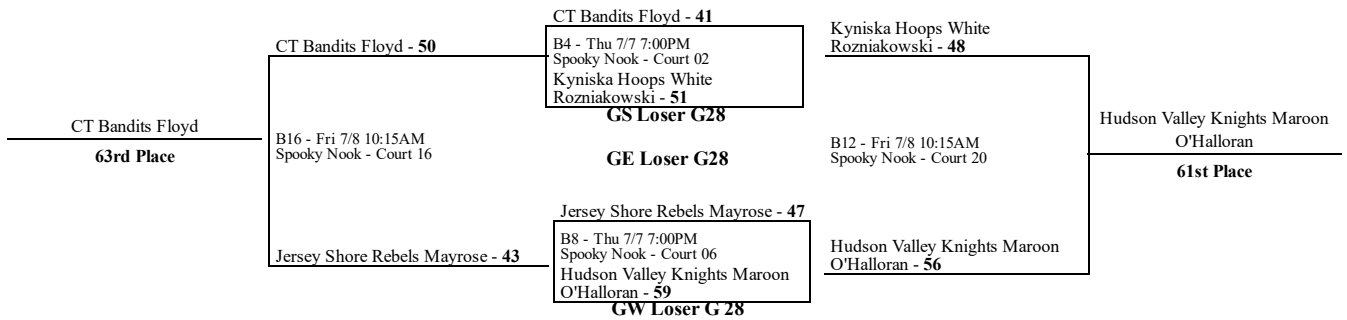 CT Bandits Floyd - 41
CT Bandits Floyd - 50
B4 - Thu 7/7 7:00PM
Spooky Nook - Court 02
Kyniska Hoops White
Rozniakowski - 51
GS Loser G28
Kyniska Hoops White
Rozniakowski - 48
CT Bandits Floyd
63rd Place
B16 - Fri 7/8 10:15AM
Spooky Nook - Court 16
GE Loser G28
B12 - Fri 7/8 10:15AM
Spooky Nook - Court 20
Hudson Valley Knights Maroon
O'Halloran
61st Place
Jersey Shore Rebels Mayrose - 47
Jersey Shore Rebels Mayrose - 43
B8 - Thu 7/7 7:00PM
Spooky Nook - Court 06
Hudson Valley Knights Maroon
O'Halloran - 59
GW Loser G 28
Hudson Valley Knights Maroon
O'Halloran - 56